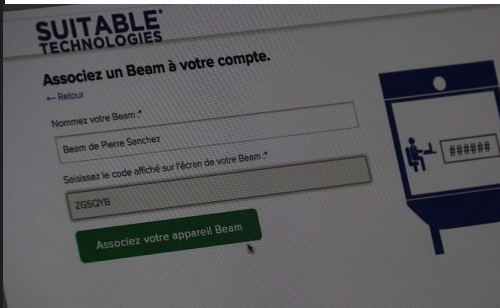 SUITABLE
TECHNOLOGIES
Associez un Beam à votre compte.
← Retour
Nommez votre Beam :*
Beam de Pierre Sanchez
Saisissez le code affiché sur l'écran de votre Beam :*
ZG5QYB
Associez votre appareil Beam
######